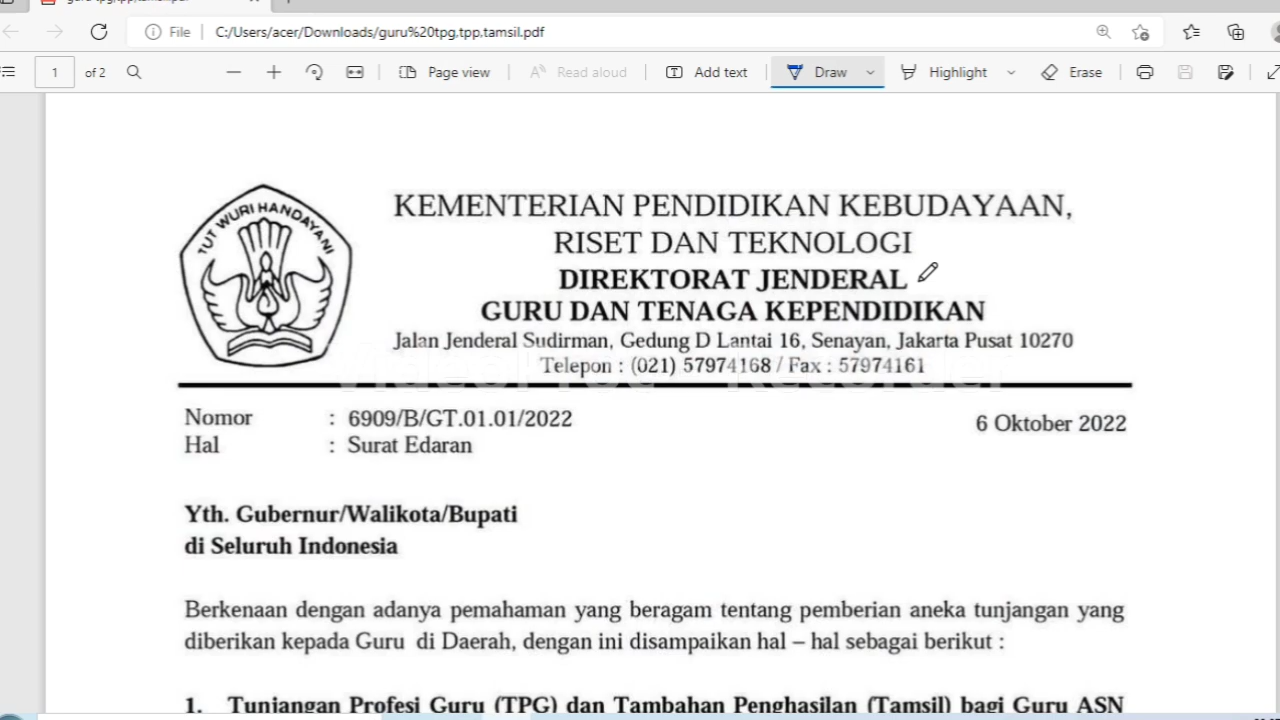 File C:/Users/acer/Downloads/guru%20tpg,tpp,tamsil.pdf
1 of 2 Page view Read aloud Add text Draw Highlight Erase
TUT WURI HANDAYANI
KEMENTERIAN PENDIDIKAN KEBUDAYAAN,
RISET DAN TEKNOLOGI
DIREKTORAT JENDERAL
GURU DAN TENAGA KEPENDIDIKAN
Jalan Jenderal Sudirman, Gedung D Lantai 16, Senayan, Jakarta Pusat 10270
Telepon : (021) 57974168 / Fax : 57974161
Nomor : 6909/B/GT.01.01/2022 6 Oktober 2022
Hal : Surat Edaran
Yth. Gubernur/Walikota/Bupati
di Seluruh Indonesia
Berkenaan dengan adanya pemahaman yang beragam tentang pemberian aneka tunjangan yang
diberikan kepada Guru di Daerah, dengan ini disampaikan hal – hal sebagai berikut :
1. Tunjangan Profesi Guru (TPG) dan Tambahan Penghasilan (Tamsil) bagi Guru ASN